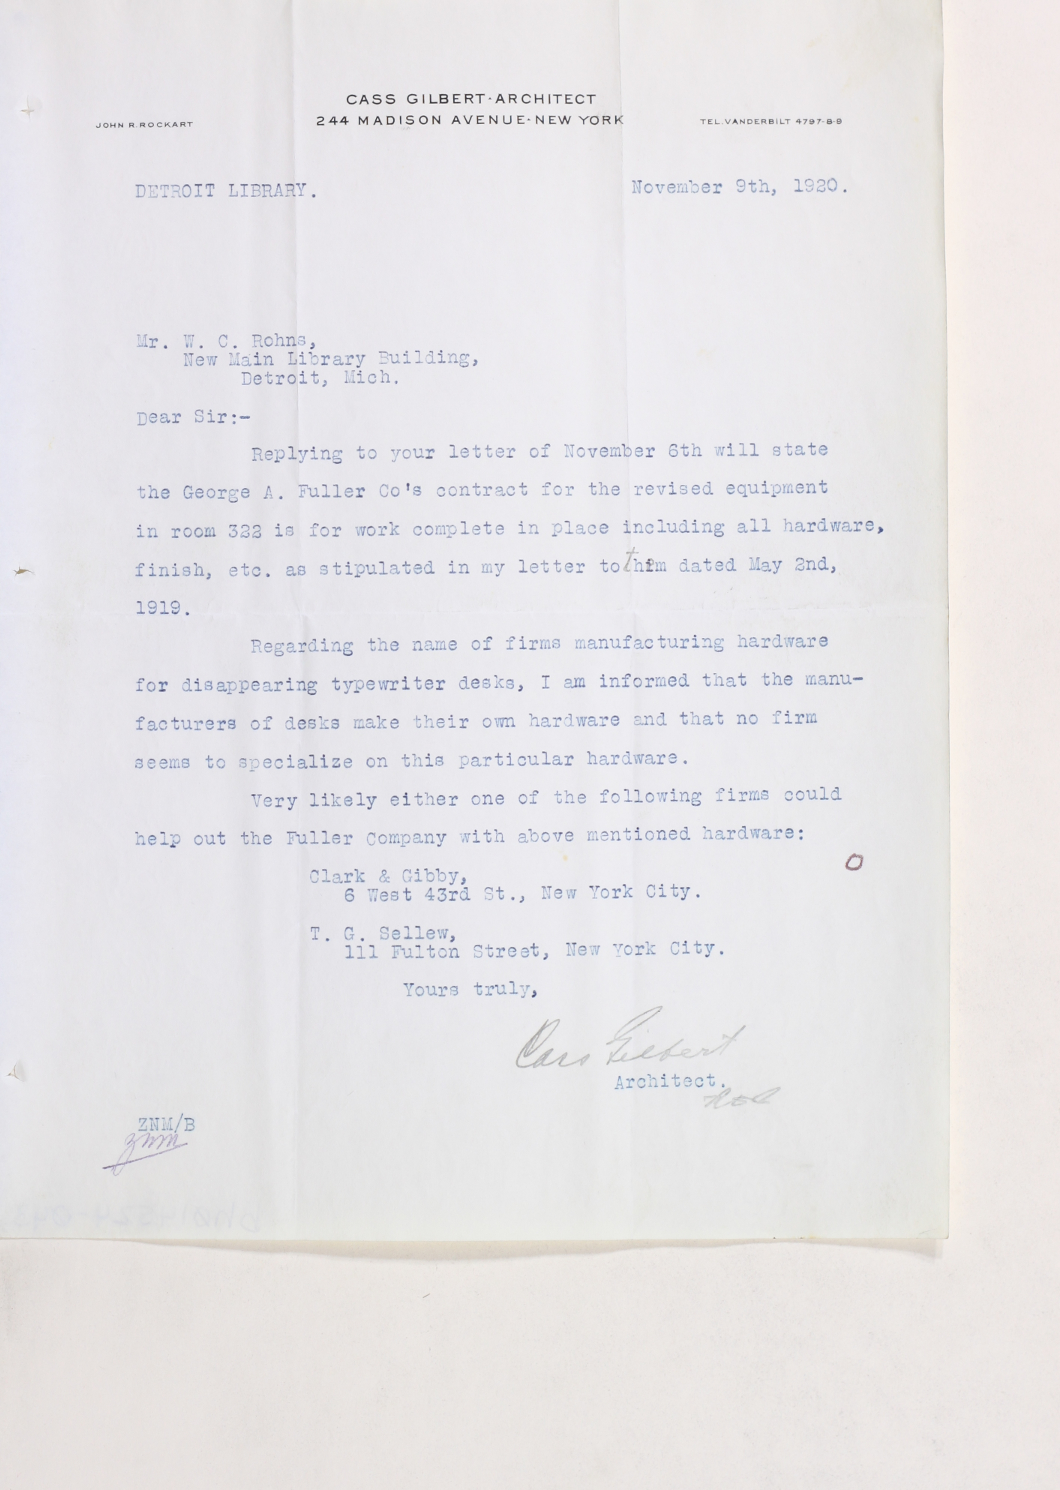 CASS GILBERT·ARCHITECT
244 MADISON AVENUE·NEW YORK
JOHN R. ROCKART
TEL. VANDERBILT 4797-8-9
DETROIT LIBRARY.
November 9th, 1920.
Mr. W. C. Rohns,
New Main Library Building,
Detroit, Mich.
Dear Sir:-
Replying to your letter of November 6th will state
the George A. Fuller Co's contract for the revised equipment
in room 322 is for work complete in place including all hardware,
finish, etc. as stipulated in my letter to them dated May 2nd,
1919.
Regarding the name of firms manufacturing hardware
for disappearing typewriter desks, I am informed that the manu-
facturers of desks make their own hardware and that no firm
seems to specialize on this particular hardware.
Very likely either one of the following firms could
help out the Fuller Company with above mentioned hardware:
Clark & Gibby,
6 West 43rd St., New York City.
T. G. Sellew,
111 Fulton Street, New York City.
Yours truly,
Cass Gilbert
Architect.
ZNM/B
znm